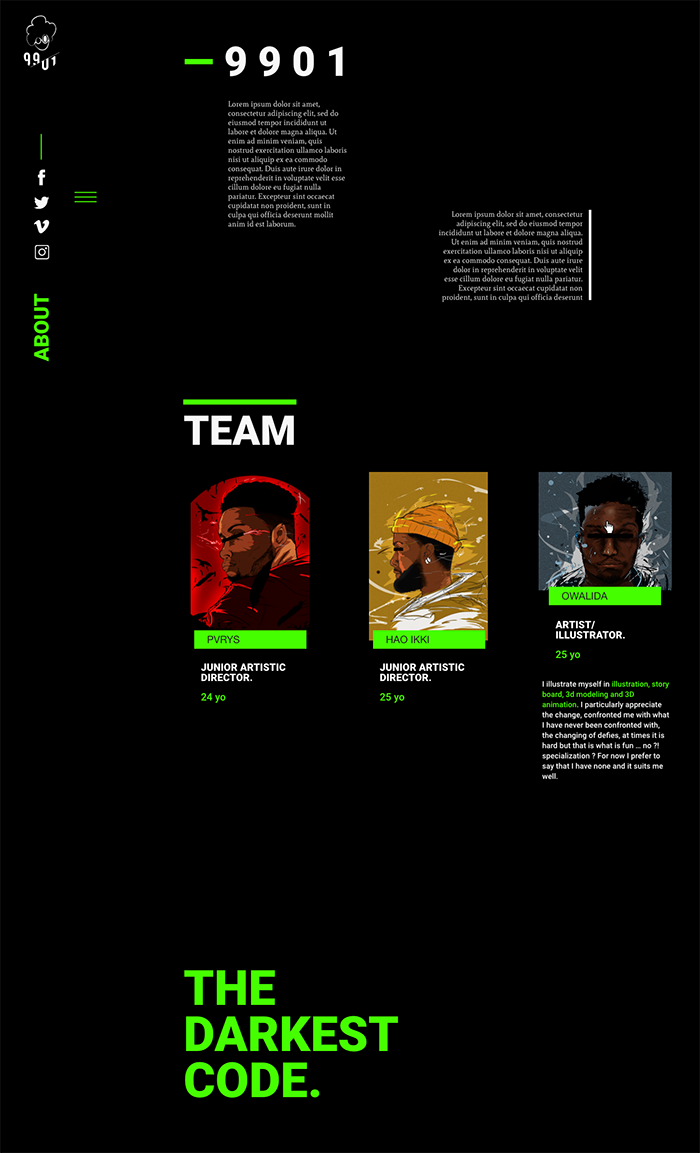 9901
9901
Lorem ipsum dolor sit amet,
consectetur adipiscing elit, sed do
eiusmod tempor incididunt ut
labore et dolore magna aliqua. Ut
enim ad minim veniam, quis
nostrud exercitation ullamco laboris
nisi ut aliquip ex ea commodo
consequat. Duis aute irure dolor in
reprehenderit in voluptate velit esse
cillum dolore eu fugiat nulla
pariatur. Excepteur sint occaecat
cupidatat non proident, sunt in
culpa qui officia deserunt mollit
anim id est laborum.
Lorem ipsum dolor sit amet, consectetur
adipiscing elit, sed do eiusmod tempor
incididunt ut labore et dolore magna aliqua.
Ut enim ad minim veniam, quis nostrud
exercitation ullamco laboris nisi ut aliquip
ex ea commodo consequat. Duis aute irure
dolor in reprehenderit in voluptate velit
esse cillum dolore eu fugiat nulla pariatur.
Excepteur sint occaecat cupidatat non
proident, sunt in culpa qui officia deserunt
ABOUT
TEAM
PVRYS
JUNIOR ARTISTIC
DIRECTOR.
24 yo
HAO IKKI
JUNIOR ARTISTIC
DIRECTOR.
25 yo
OWALIDA
ARTIST/
ILLUSTRATOR.
25 yo
I illustrate myself in illustration, story
board, 3d modeling and 3D
animation. I particularly appreciate
the change, confronted me with what
I have never been confronted with,
the changing of defies, at times it is
hard but that is what is fun ... no ?!
specialization ? For now I prefer to
say that I have none and it suits me
well.
THE
DARKEST
CODE.